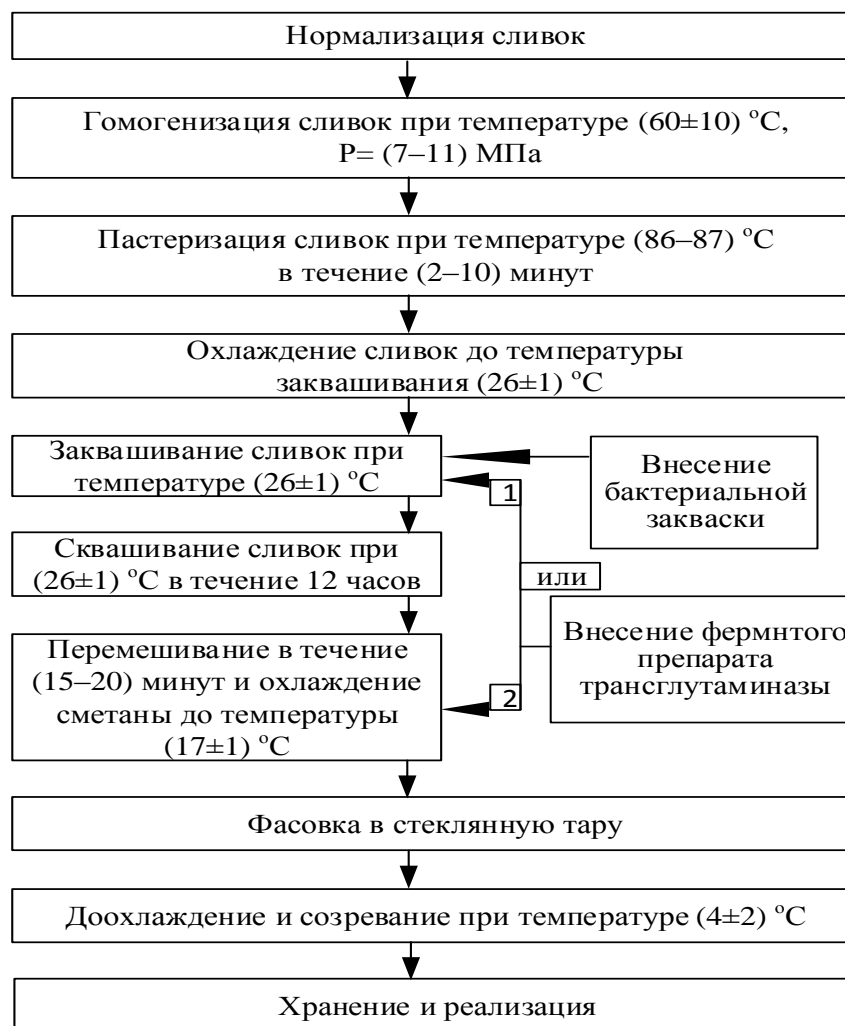 Нормализация сливок
Гомогенизация сливок при температуре (60±10) °С,
Р= (7–11) МПа
Пастеризация сливок при температуре (86–87) °С
в течение (2–10) минут
Охлаждение сливок до температуры
заквашивания (26±1) °С
Заквашивание сливок при
температуре (26±1) °С
Внесение
бактериальной
закваски
1
Сквашивание сливок при
(26±1) °С в течение 12 часов
или
Перемешивание в течение
(15–20) минут и охлаждение
сметаны до температуры
(17±1) °С
Внесение фермнтого
препарата
трансглутаминазы
2
Фасовка в стеклянную тару
Доохлаждение и созревание при температуре (4±2) °С
Хранение и реализация